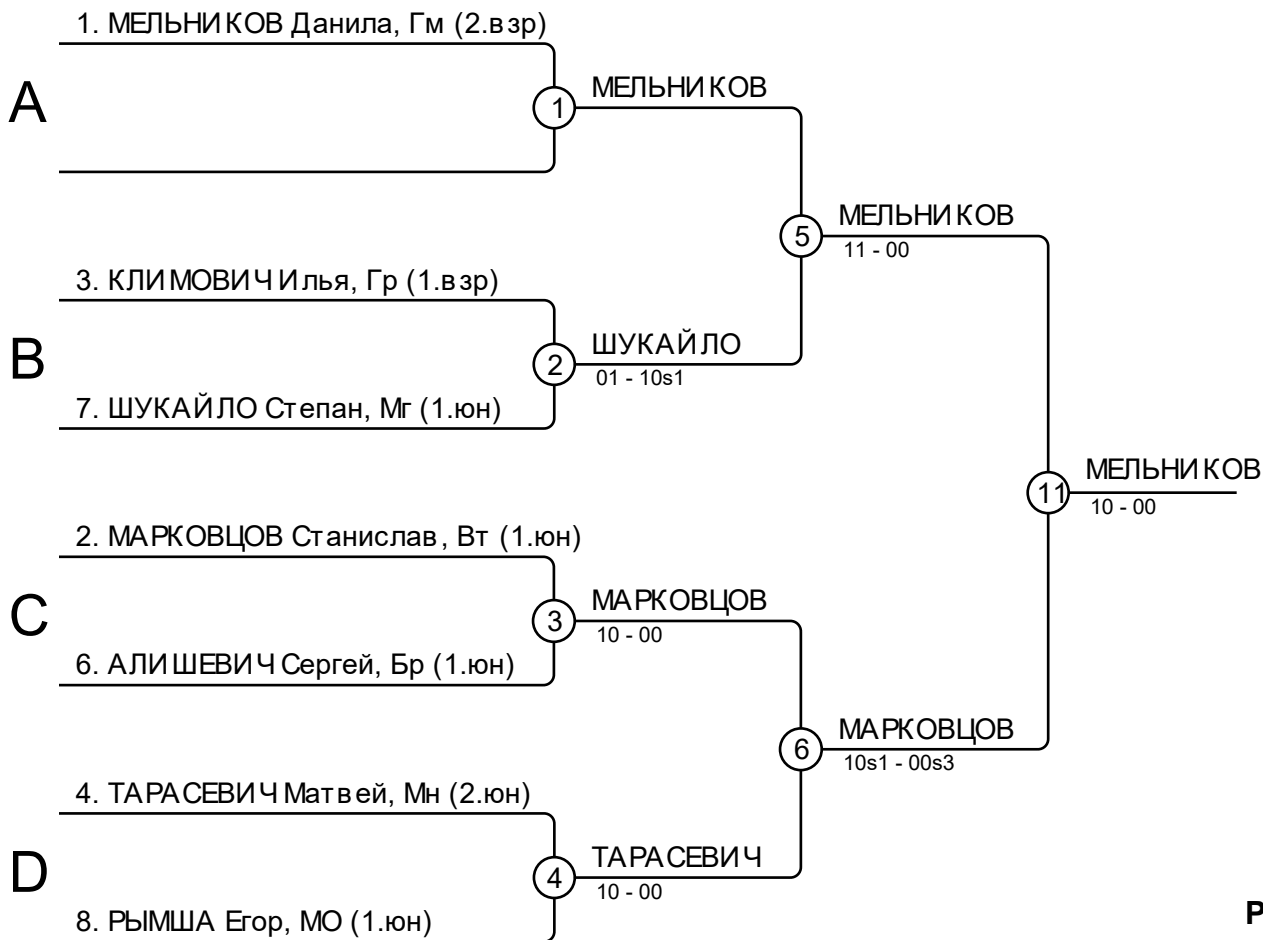 1. МЕЛЬНИКОВ Данила, Гм (2.взр)
A
1
МЕЛЬНИКОВ
5
МЕЛЬНИКОВ
11 - 00
3. КЛИМОВИЧ Илья, Гр (1.взр)
B
2
ШУКАЙЛО
01 - 10s1
7. ШУКАЙЛО Степан, Мг (1.юн)
11
МЕЛЬНИКОВ
10 - 00
2. МАРКОВЦОВ Станислав, Вт (1.юн)
C
3
МАРКОВЦОВ
10 - 00
6. АЛИШЕВИЧ Сергей, Бр (1.юн)
6
МАРКОВЦОВ
10s1 - 00s3
4. ТАРАСЕВИЧ Матвей, Мн (2.юн)
D
4
ТАРАСЕВИЧ
10 - 00
8. РЫМША Егор, МО (1.юн)
Р